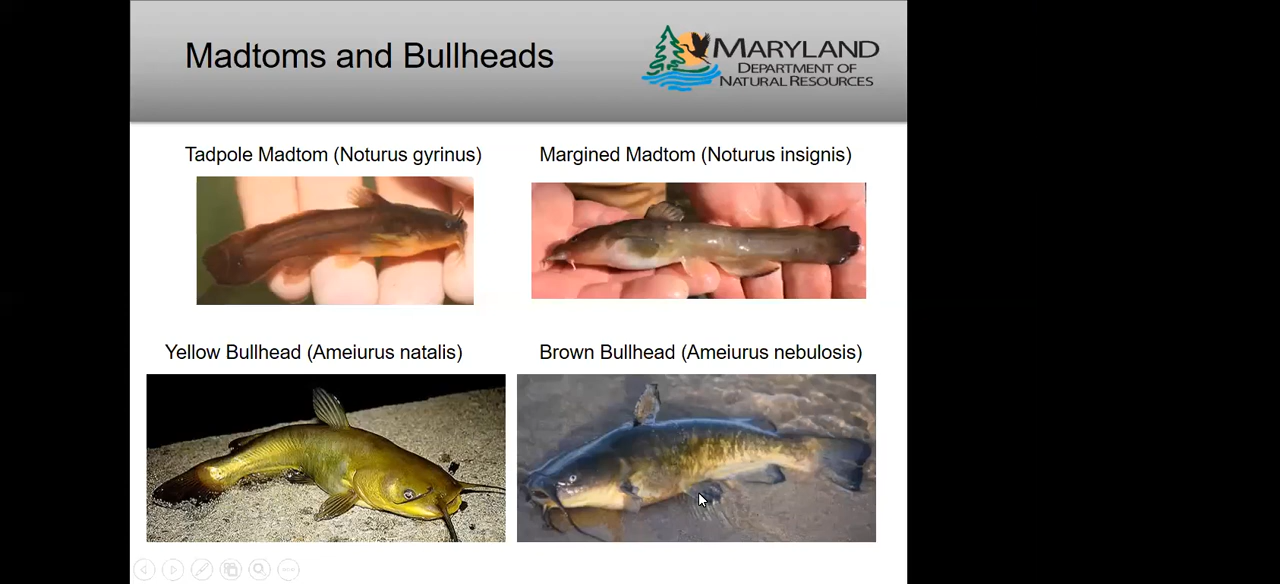 Madtoms and Bullheads
MARYLAND
DEPARTMENT OF
NATURAL RESOURCES
Tadpole Madtom (Noturus gyrinus)
Margined Madtom (Noturus insignis)
Yellow Bullhead (Ameiurus natalis)
Brown Bullhead (Ameiurus nebulosis)